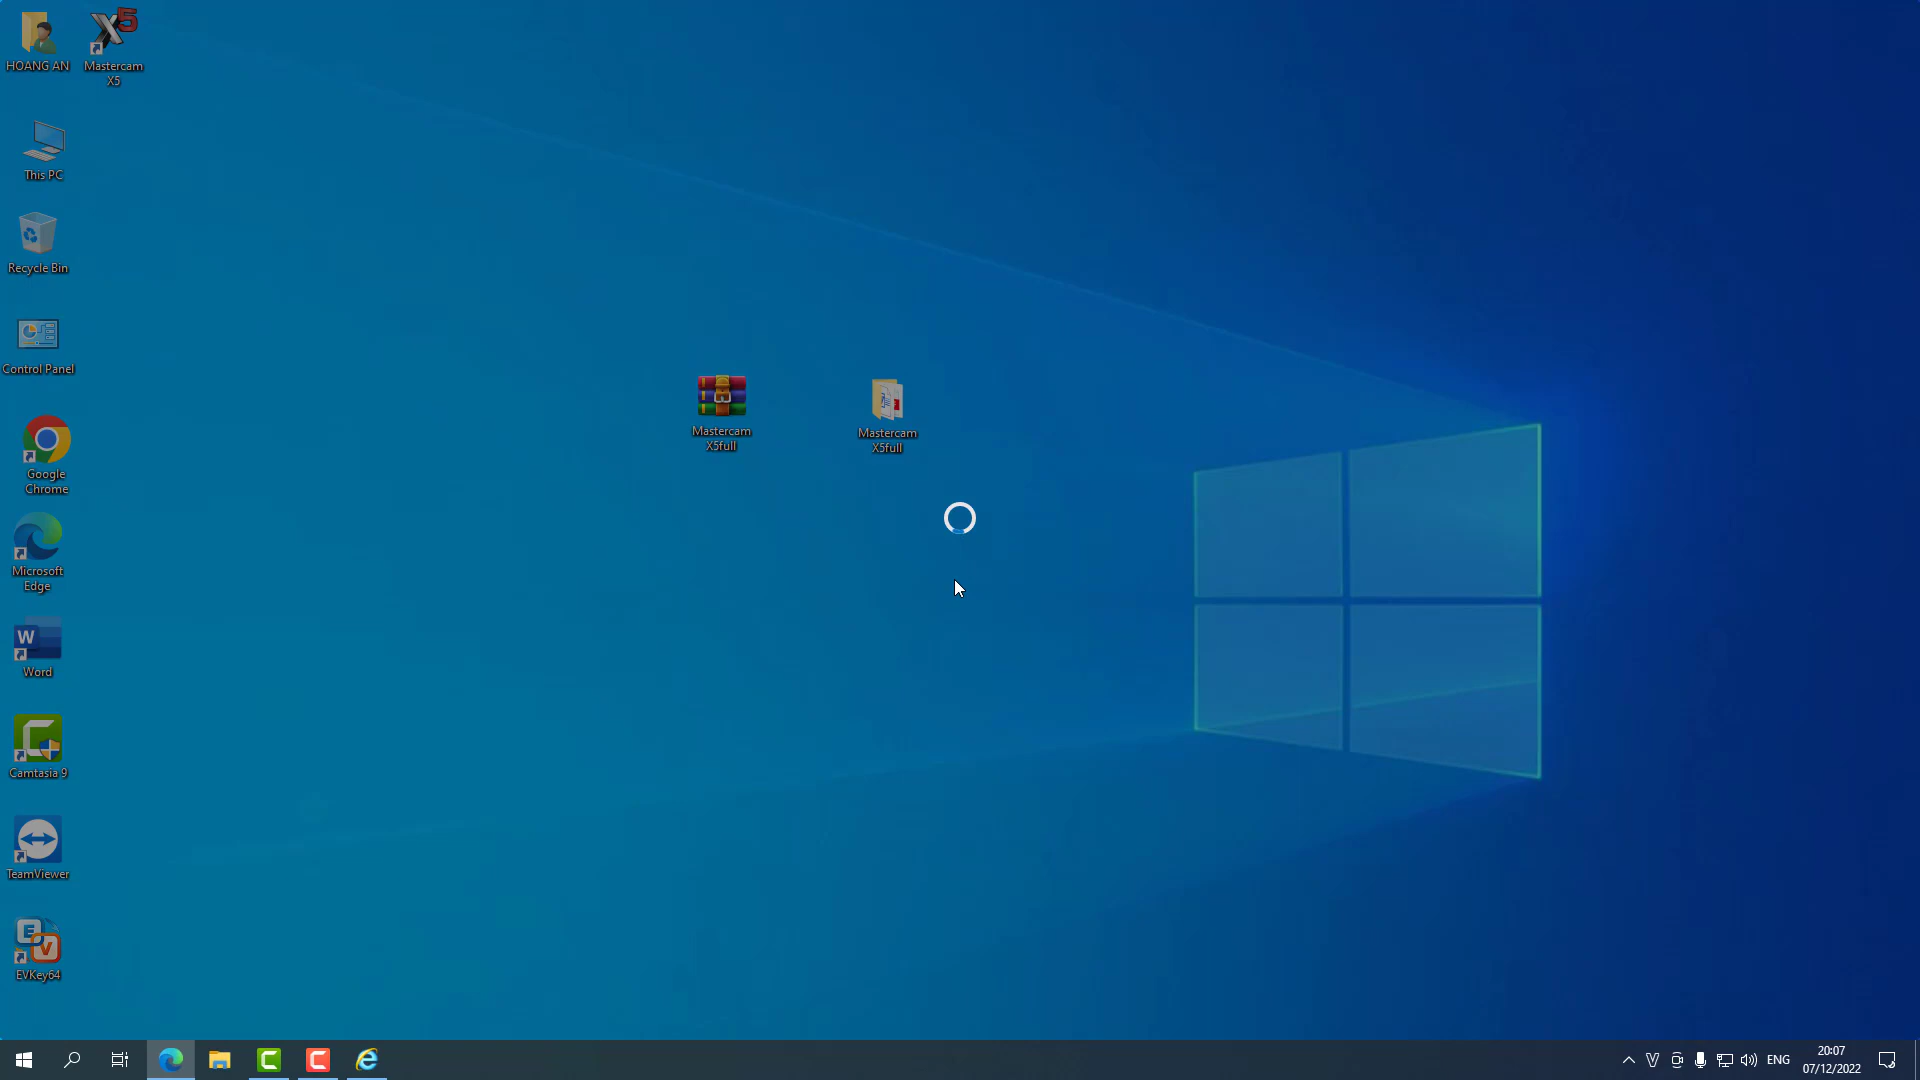 HOANG AN
X5
Mastercam
X5
This PC
Recycle Bin
Control Panel
Mastercam
X5full
Mastercam
X5full
Google
Chrome
Microsoft
Edge
W
Word
Camtasia 9
TeamViewer
E
V
EVKey64
V
ENG
20:07
07/12/2022